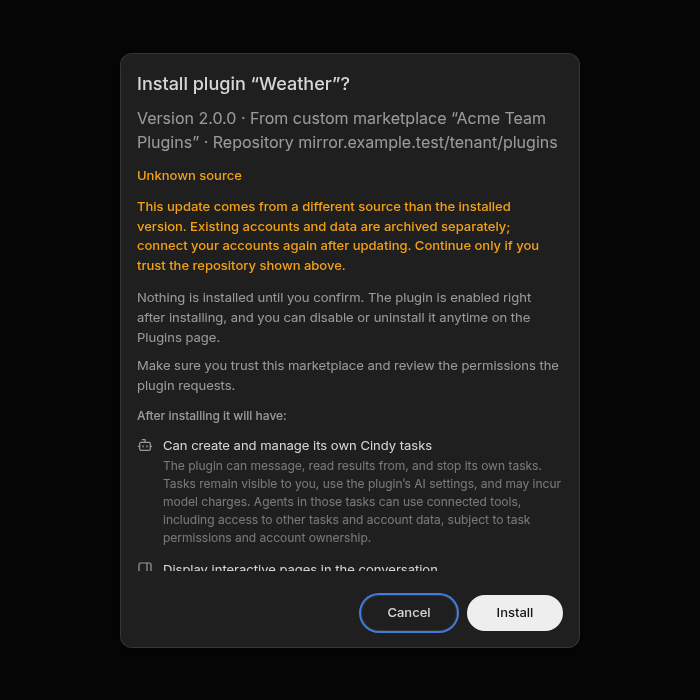 Install plugin “Weather”?
Version 2.0.0 · From custom marketplace “Acme Team
Plugins” · Repository mirror.example.test/tenant/plugins
Unknown source
This update comes from a different source than the installed
version. Existing accounts and data are archived separately;
connect your accounts again after updating. Continue only if you
trust the repository shown above.
Nothing is installed until you confirm. The plugin is enabled right
after installing, and you can disable or uninstall it anytime on the
Plugins page.
Make sure you trust this marketplace and review the permissions the
plugin requests.
After installing it will have:
Can create and manage its own Cindy tasks
The plugin can message, read results from, and stop its own tasks.
Tasks remain visible to you, use the plugin’s AI settings, and may incur
model charges. Agents in those tasks can use connected tools,
including access to other tasks and account data, subject to task
permissions and account ownership.
Display interactive pages in the conversation
Cancel
Install